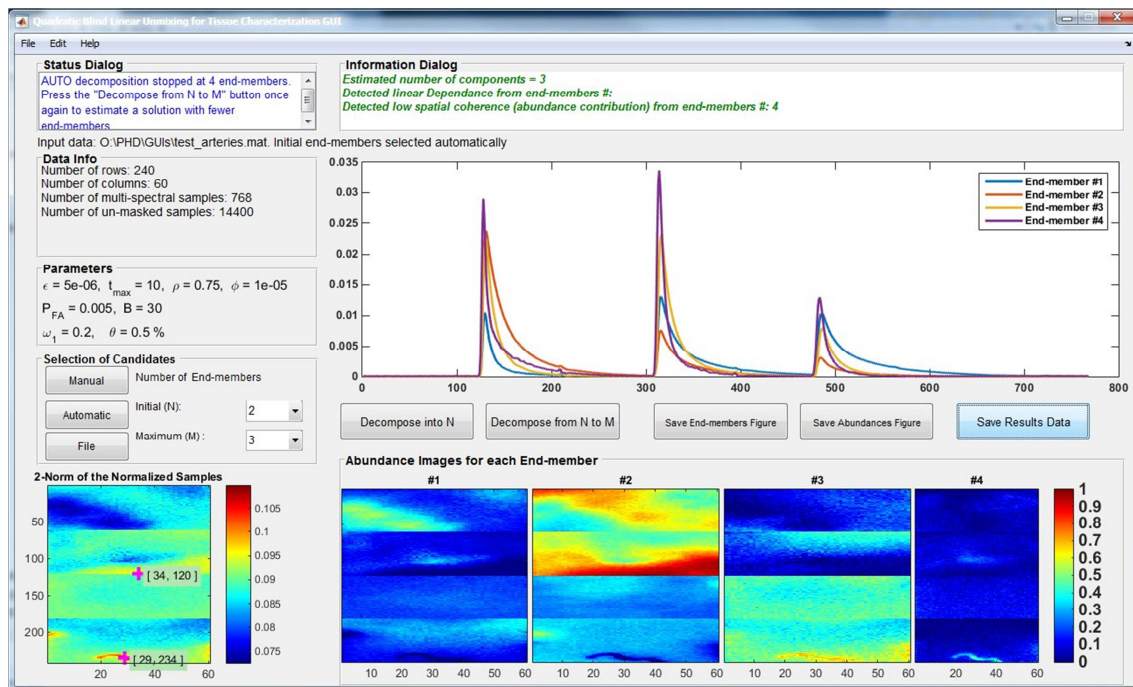 Quadratic Blind Linear Unmixing for Tissue Characterization GUI
File Edit Help
Status Dialog
AUTO decomposition stopped at 4 end-members.
Press the "Decompose from N to M" button once
again to estimate a solution with fewer
end-members
Information Dialog
Estimated number of components = 3
Detected linear Dependance from end-members #:
Detected low spatial coherence (abundance contribution) from end-members #: 4
Input data: O:\PHD\GUIs\test_arteries.mat. Initial end-members selected automatically
Data Info
Number of rows: 240
Number of columns: 60
Number of multi-spectral samples: 768
Number of un-masked samples: 14400
Parameters
ϵ = 5e-06, t_max = 10, ρ = 0.75, ϕ = 1e-05
P_FA = 0.005, B = 30
ω_1 = 0.2, θ = 0.5 %
Selection of Candidates
Manual Number of End-members
Automatic Initial (N): 2
File Maximum (M) : 3
0.035
0.03
0.025
0.02
0.015
0.01
0.005
0
0 100 200 300 400 500 600 700 800
End-member #1
End-member #2
End-member #3
End-member #4
Decompose into N Decompose from N to M Save End-members Figure Save Abundances Figure Save Results Data
2-Norm of the Normalized Samples
50
100
150
200
20 40 60
[ 34, 120 ]
[ 29, 234 ]
0.105
0.1
0.095
0.09
0.085
0.08
0.075
Abundance Images for each End-member
#1 #2 #3 #4
10 20 30 40 50 60 10 20 30 40 50 60 10 20 30 40 50 60 20 40 60
1
0.9
0.8
0.7
0.6
0.5
0.4
0.3
0.2
0.1
0